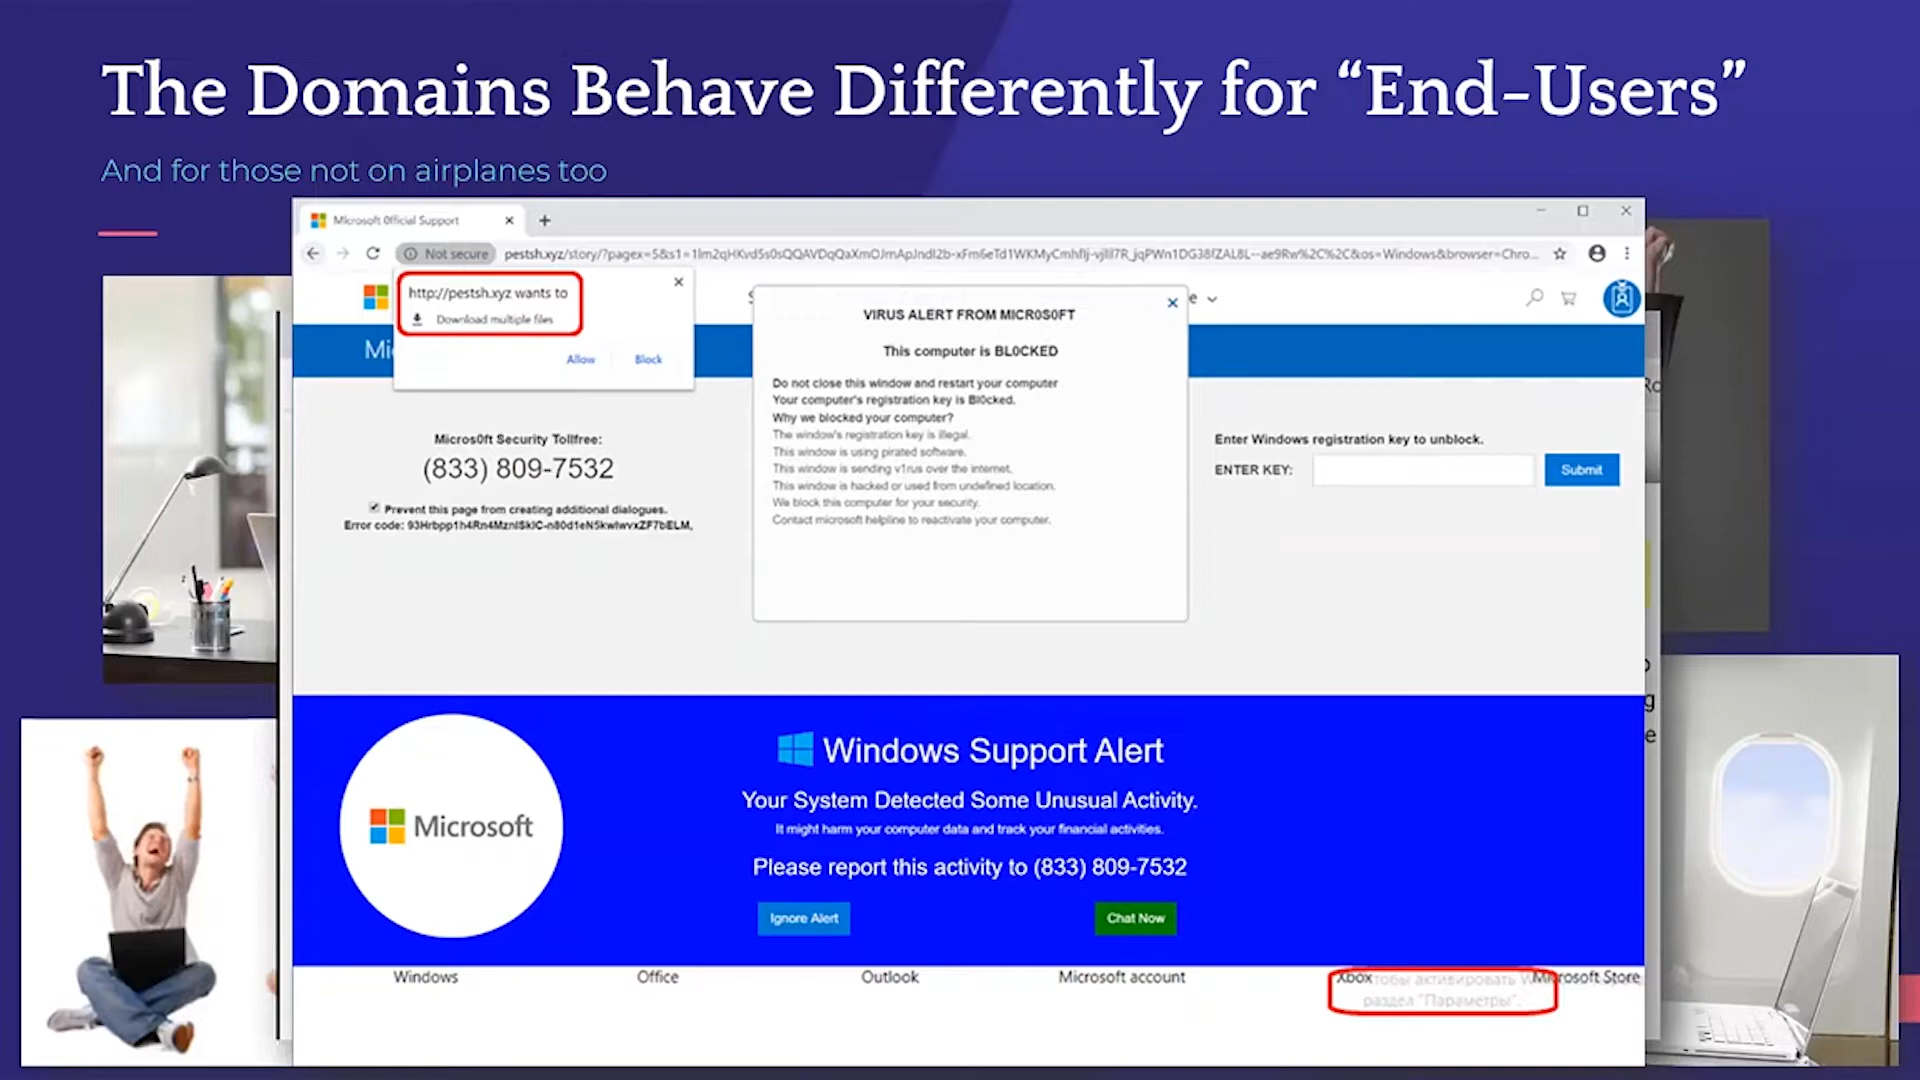 The Domains Behave Differently for “End-Users”
And for those not on airplanes too
Microsoft 0fficial Support
Not secure
http://pestsh.xyz wants to
Download multiple files
Allow Block
VIRUS ALERT FROM MICR0S0FT
This computer is BL0CKED
Do not close this window and restart your computer
Your computer's registration key is Bl0cked.
Why we blocked your computer?
The window's registration key is illegal.
This window is using pirated software.
This window is sending v1rus over the internet.
This window is hacked or used from undefined location.
We block this computer for your security.
Contact microsoft helpline to reactivate your computer.
Micros0ft Security Tollfree:
(833) 809-7532
Prevent this page from creating additional dialogues.
Error code:
Enter Windows registration key to unblock.
ENTER KEY: Submit
Microsoft
Windows Support Alert
Your System Detected Some Unusual Activity.
It might harm your computer data and track your financial activities.
Please report this activity to (833) 809-7532
Ignore Alert Chat Now
Windows Office Outlook Microsoft account Xbox Microsoft Store
активировать
раздел "Параметры".